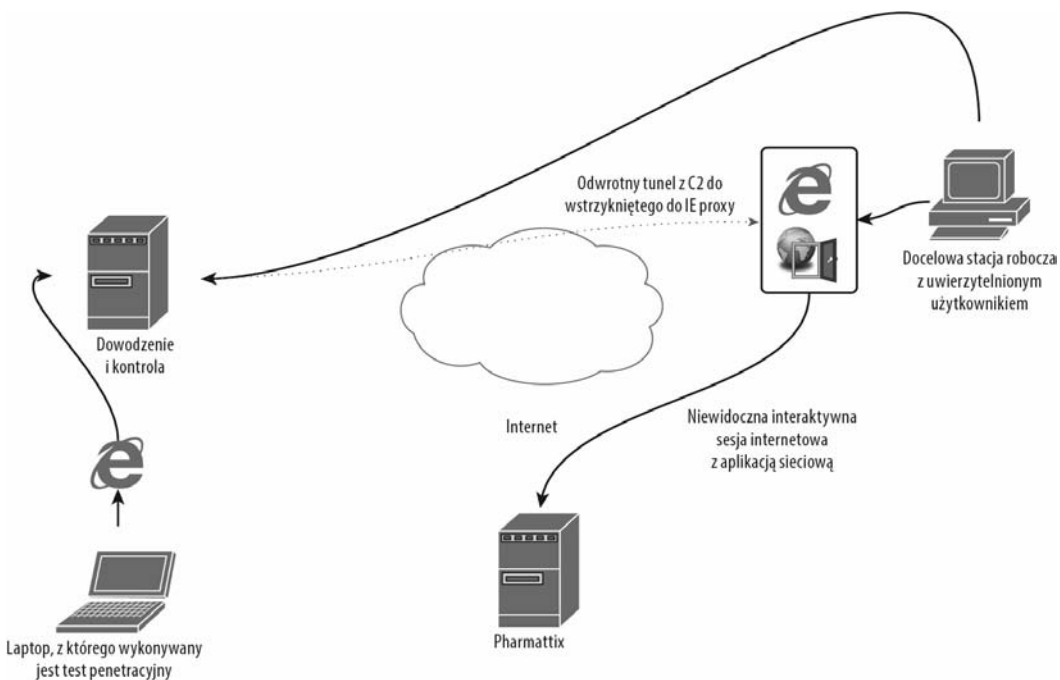 Odwrotny tunel z C2 do
wstrzykniętego do IE proxy
Docelowa stacja robocza
z uwierzytelnionym
użytkownikiem
Dowodzenie
i kontrola
Internet
Niewidoczna interaktywna
sesja internetowa
z aplikacją sieciową
Pharmattix
Laptop, z którego wykonywany
jest test penetracyjny